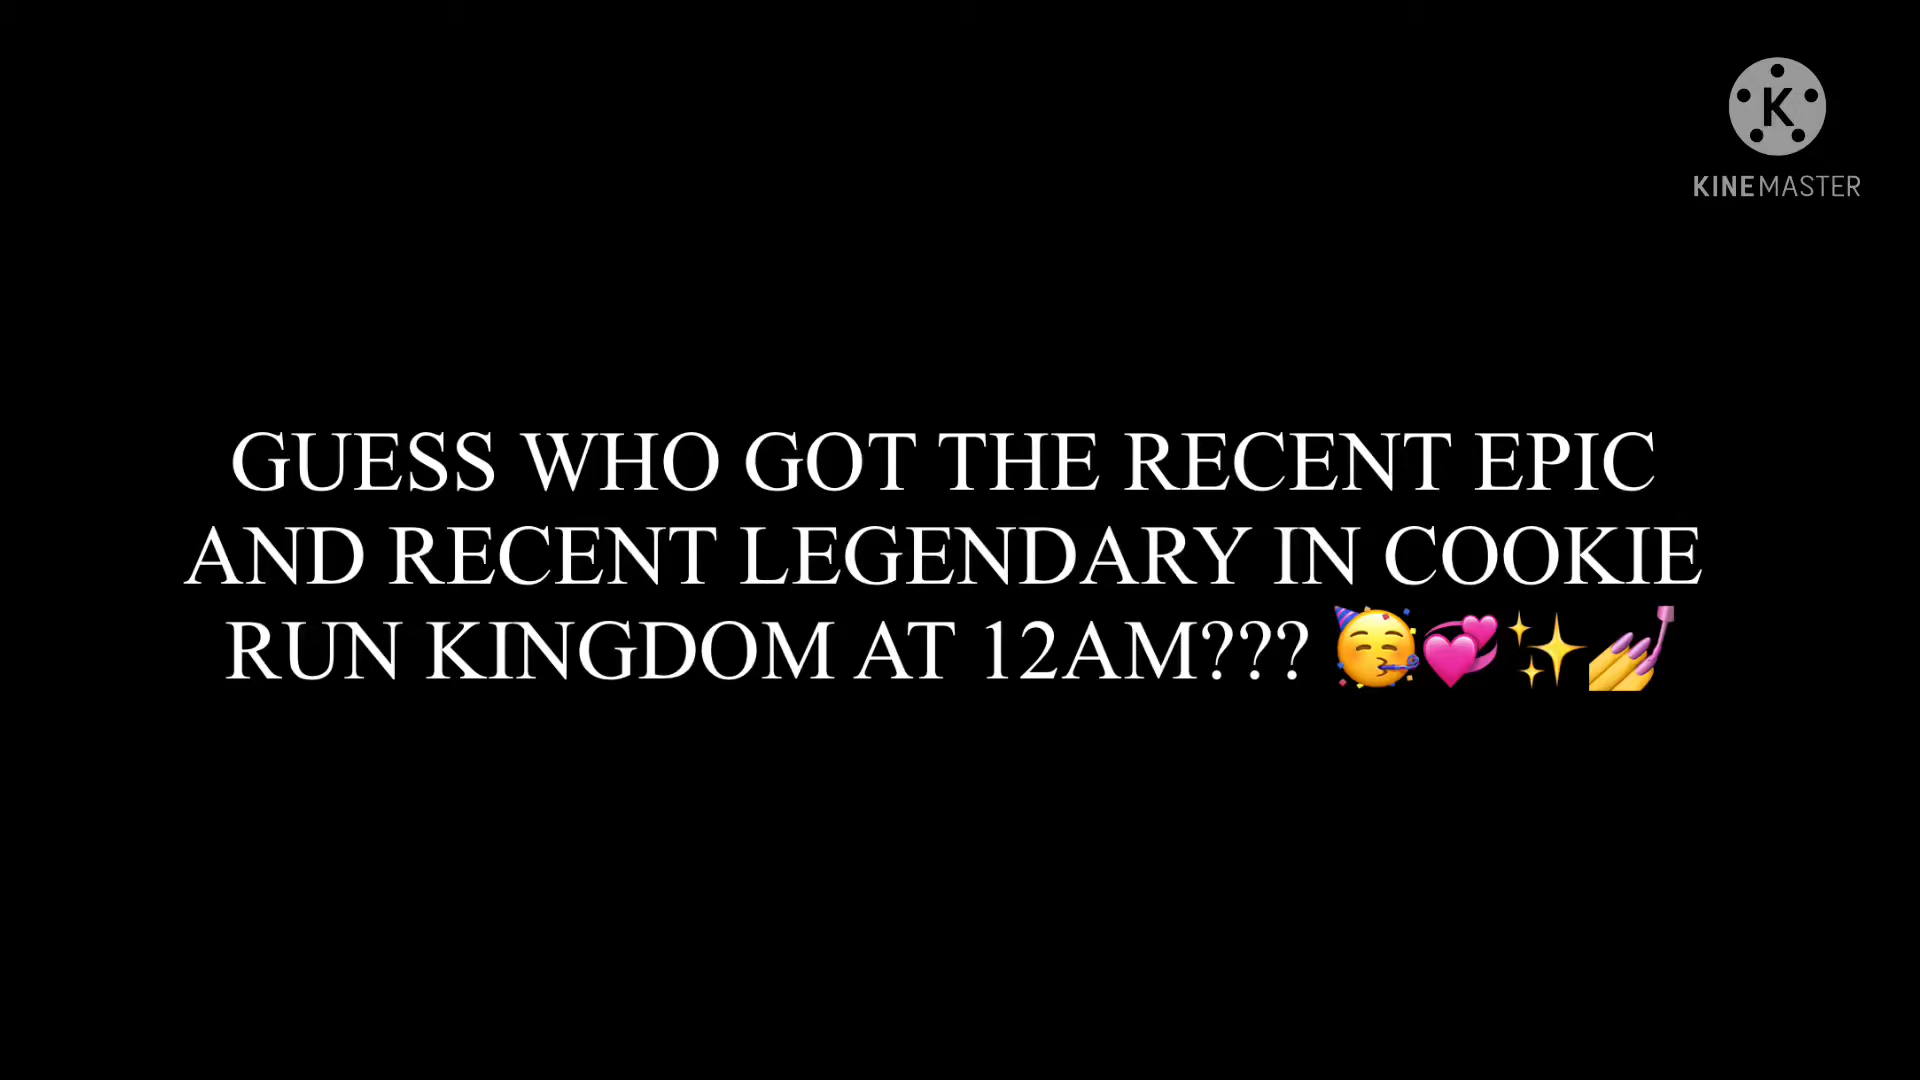 K
KINEMASTER
GUESS WHO GOT THE RECENT EPIC
AND RECENT LEGENDARY IN COOKIE
RUN KINGDOM AT 12AM??? 🥳💞✨💅